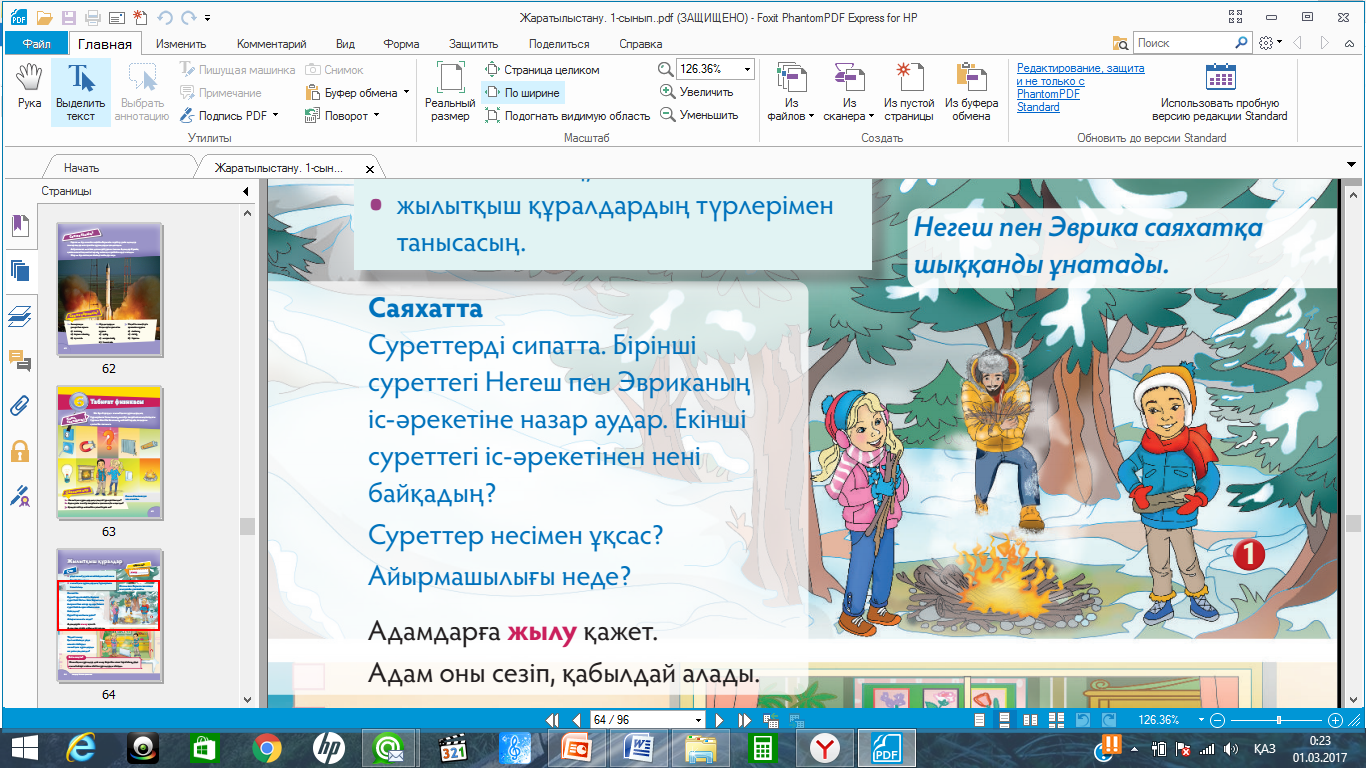 Жаратылыстану. 1-сынып.pdf (ЗАЩИЩЕНО) - Foxit PhantomPDF Express for HP
Файл Главная Изменить Комментарий Вид Форма Защитить Поделиться Справка
Поиск
Рука
Выделить текст
Выбрать аннотацию
Пишущая машинка
Примечание
Подпись PDF
Снимок
Буфер обмена
Поворот
Утилиты
Реальный размер
Страница целиком
По ширине
Подогнать видимую область
126.36%
Увеличить
Уменьшить
Масштаб
Из файлов
Из сканера
Из пустой страницы
Из буфера обмена
Создать
Редактирование, защита
и не только с
PhantomPDF
Standard
Использовать пробную
версию редакции Standard
Обновить до версии Standard
Начать
Жаратылыстану. 1-сын...
Страницы
62
63
64
• жылытқыш құралдардың түрлерімен
танысасың.
Негеш пен Эврика саяхатқа
шыққанды ұнатады.
Саяхатта
Суреттерді сипатта. Бірінші
суреттегі Негеш пен Эвриканың
іс-әрекетіне назар аудар. Екінші
суреттегі іс-әрекетінен нені
байқадың?
Суреттер несімен ұқсас?
Айырмашылығы неде?
Адамдарға жылу қажет.
Адам оны сезіп, қабылдай алады.
1
64 / 96
126.36%
ҚАЗ
0:23
01.03.2017